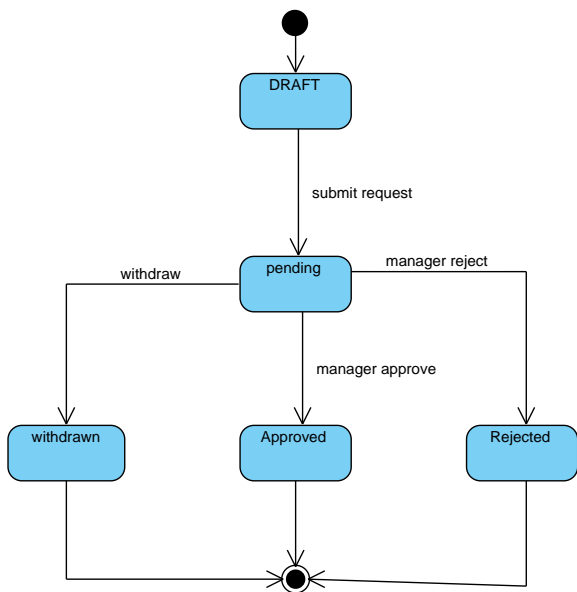 DRAFT
submit request
pending
manager reject
withdraw
manager approve
withdrawn
Approved
Rejected